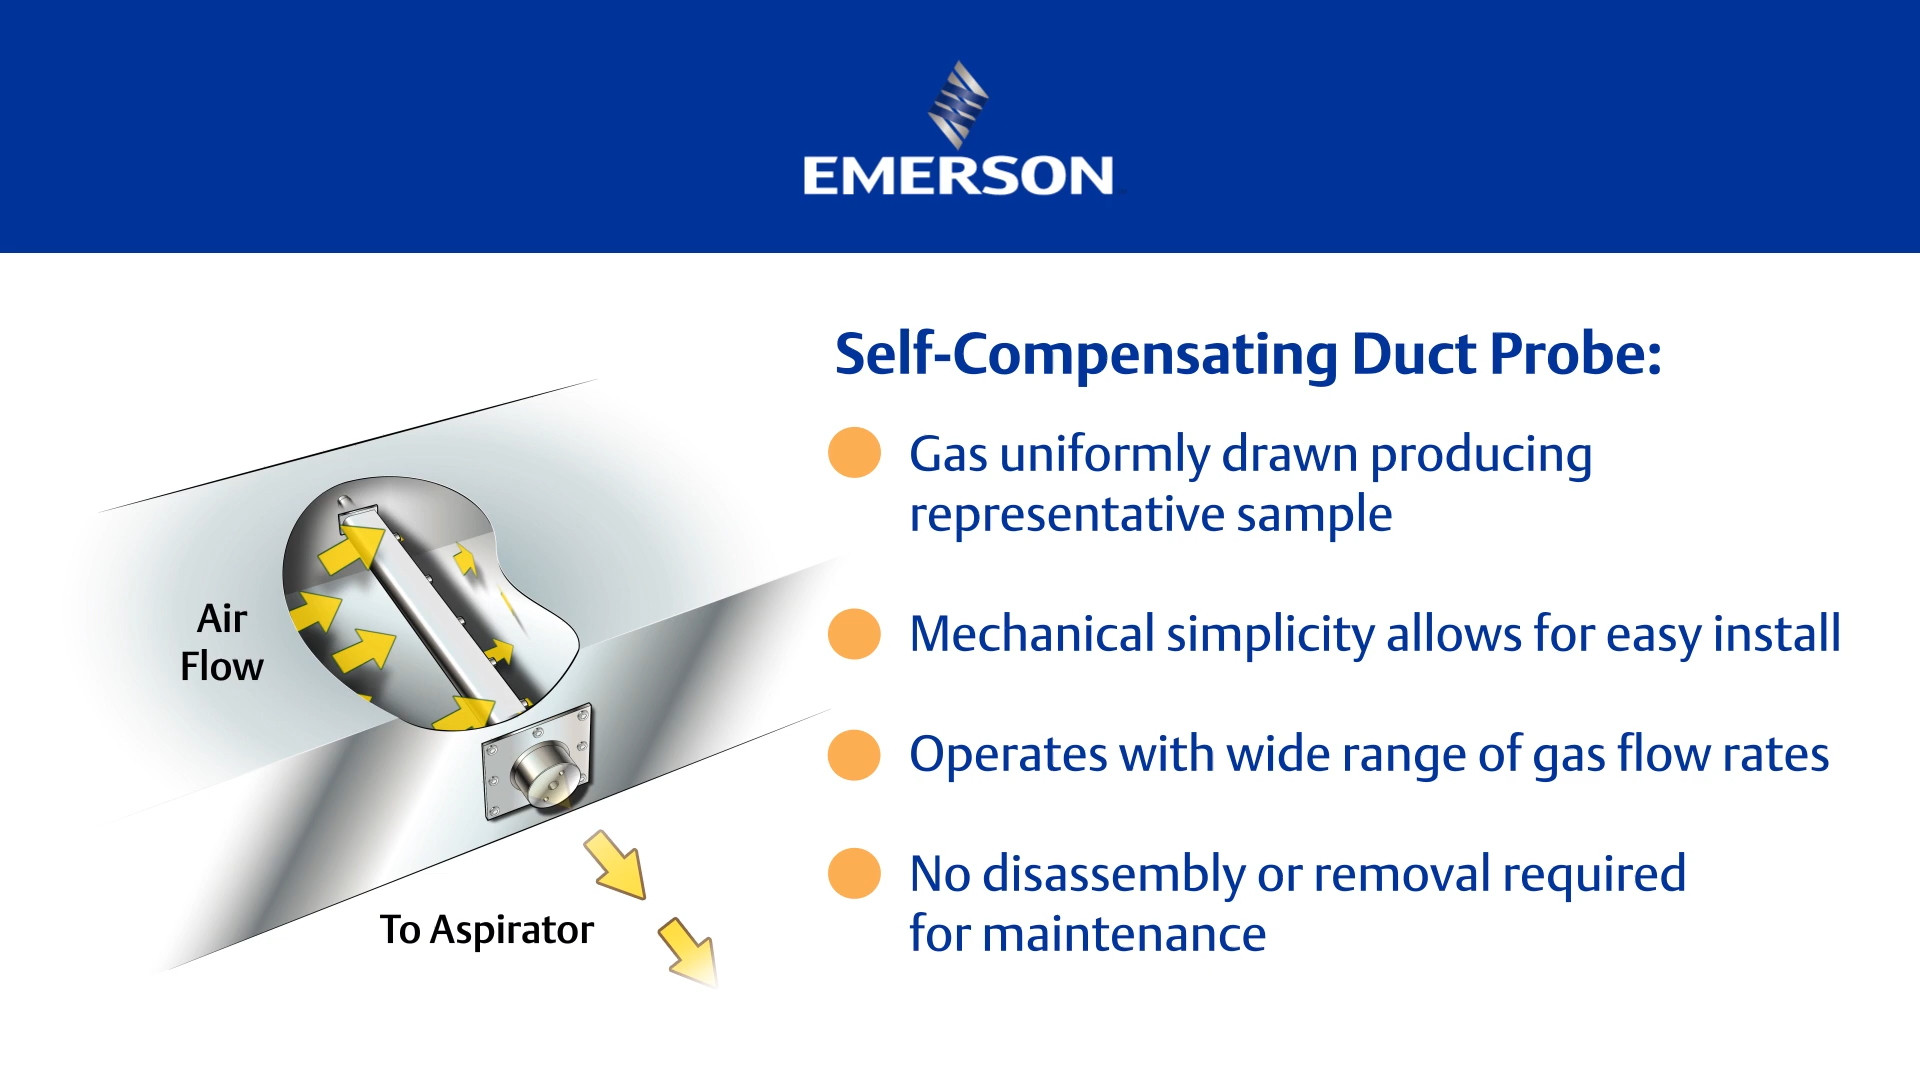 EMERSON
Self-Compensating Duct Probe:
Gas uniformly drawn producing
representative sample
Mechanical simplicity allows for easy install
Operates with wide range of gas flow rates
No disassembly or removal required
for maintenance
Air
Flow
To Aspirator